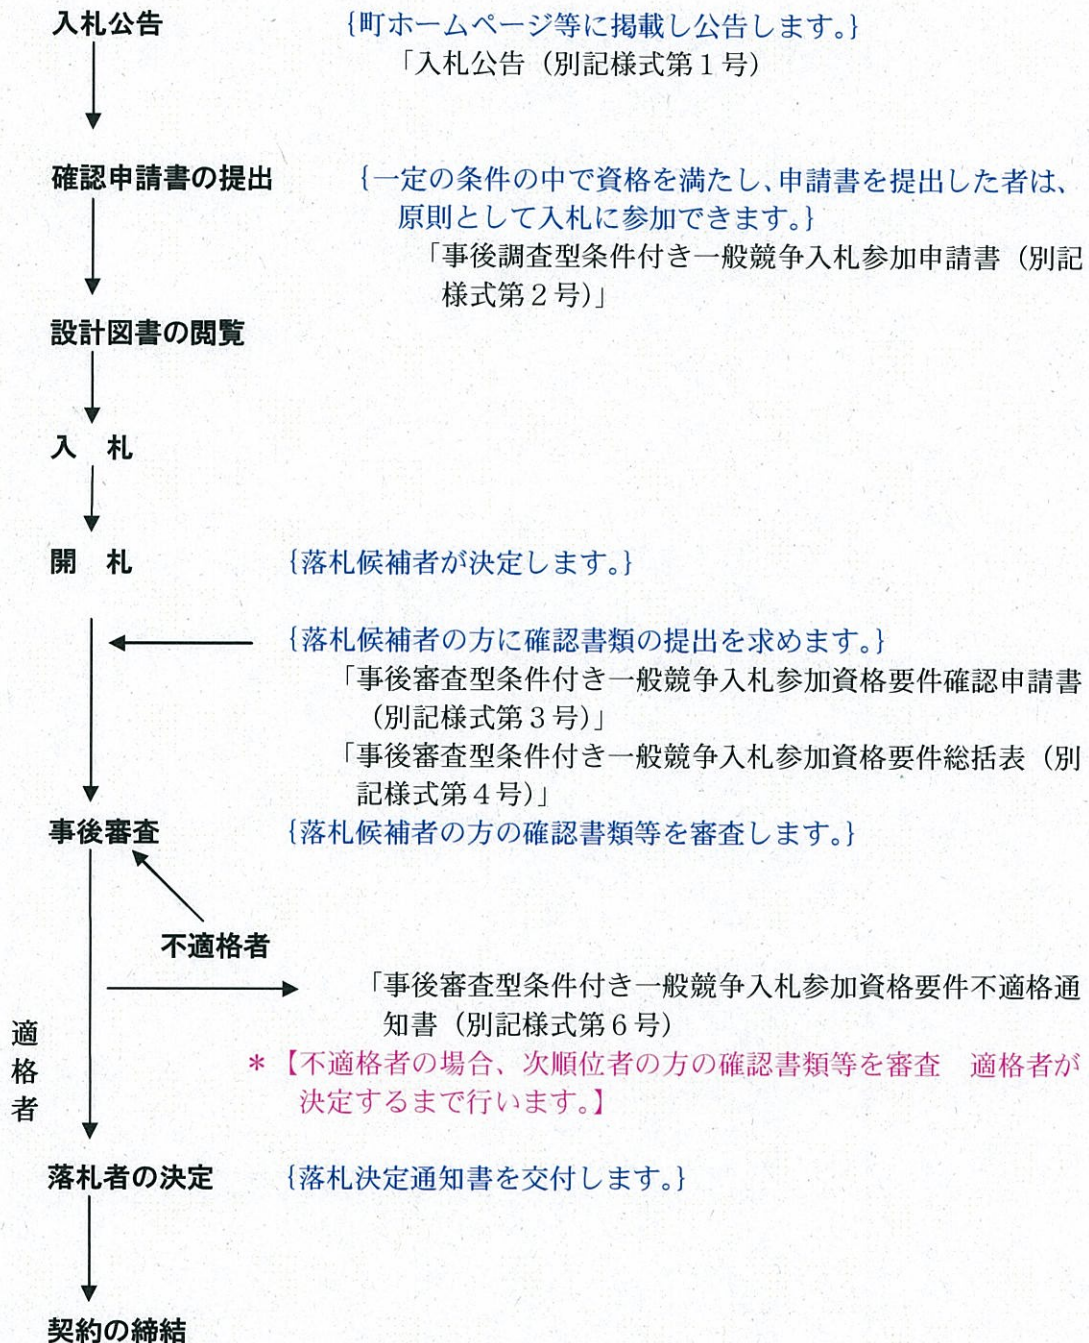 入札公告
{町ホームページ等に掲載し公告します。}
「入札公告（別記様式第１号）
確認申請書の提出
{一定の条件の中で資格を満たし、申請書を提出した者は、
原則として入札に参加できます。}
「事後調査型条件付き一般競争入札参加申請書（別記
様式第２号）」
設計図書の閲覧
入　札
開　札
{落札候補者が決定します。}
{落札候補者の方に確認書類の提出を求めます。}
「事後審査型条件付き一般競争入札参加資格要件確認申請書
（別記様式第３号）」
「事後審査型条件付き一般競争入札参加資格要件総括表（別
記様式第４号）」
事後審査
{落札候補者の方の確認書類等を審査します。}
不適格者
「事後審査型条件付き一般競争入札参加資格要件不適格通
知書（別記様式第６号）
適格者
＊【不適格者の場合、次順位者の方の確認書類等を審査　適格者が
決定するまで行います。】
落札者の決定
{落札決定通知書を交付します。}
契約の締結